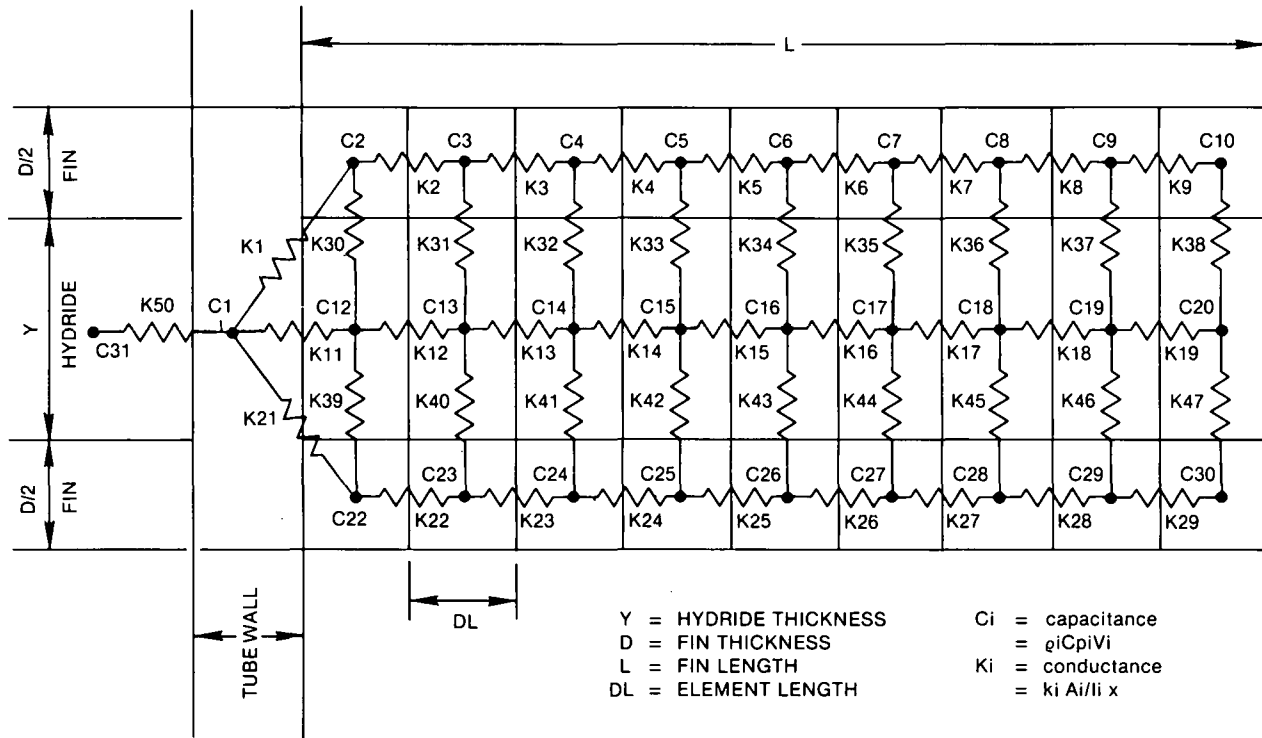 L
D/2
FIN
C2
C3
C4
C5
C6
C7
C8
C9
C10
K2
K3
K4
K5
K6
K7
K8
K9
K1
K30
K31
K32
K33
K34
K35
K36
K37
K38
Y
HYDRIDE
K50
C1
C12
C13
C14
C15
C16
C17
C18
C19
C20
C31
K11
K12
K13
K14
K15
K16
K17
K18
K19
K21
K39
K40
K41
K42
K43
K44
K45
K46
K47
D/2
FIN
C23
C24
C25
C26
C27
C28
C29
C30
C22
K22
K23
K24
K25
K26
K27
K28
K29
TUBE WALL
DL
Y = HYDRIDE THICKNESS
D = FIN THICKNESS
L = FIN LENGTH
DL = ELEMENT LENGTH
Ci = capacitance
= ϱiCpiVi
Ki = conductance
= ki Ai/li x